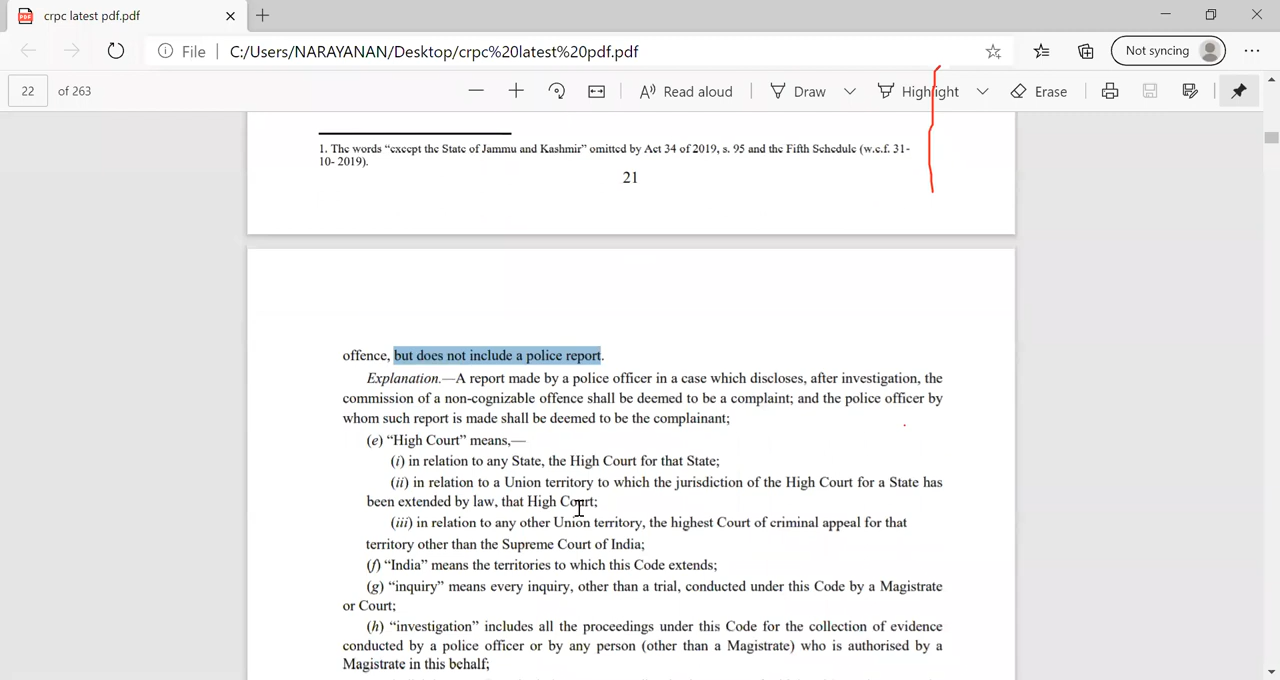 crpc latest pdf.pdf
File C:/Users/NARAYANAN/Desktop/crpc%20latest%20pdf.pdf Not syncing
22 of 263 Read aloud Draw Highlight Erase
1. The words “except the State of Jammu and Kashmir” omitted by Act 34 of 2019, s. 95 and the Fifth Schedule (w.e.f. 31-
10- 2019).
21
offence, but does not include a police report.
Explanation.—A report made by a police officer in a case which discloses, after investigation, the
commission of a non-cognizable offence shall be deemed to be a complaint; and the police officer by
whom such report is made shall be deemed to be the complainant;
(e) “High Court” means,—
(i) in relation to any State, the High Court for that State;
(ii) in relation to a Union territory to which the jurisdiction of the High Court for a State has
been extended by law, that High Court;
(iii) in relation to any other Union territory, the highest Court of criminal appeal for that
territory other than the Supreme Court of India;
(f) “India” means the territories to which this Code extends;
(g) “inquiry” means every inquiry, other than a trial, conducted under this Code by a Magistrate
or Court;
(h) “investigation” includes all the proceedings under this Code for the collection of evidence
conducted by a police officer or by any person (other than a Magistrate) who is authorised by a
Magistrate in this behalf;